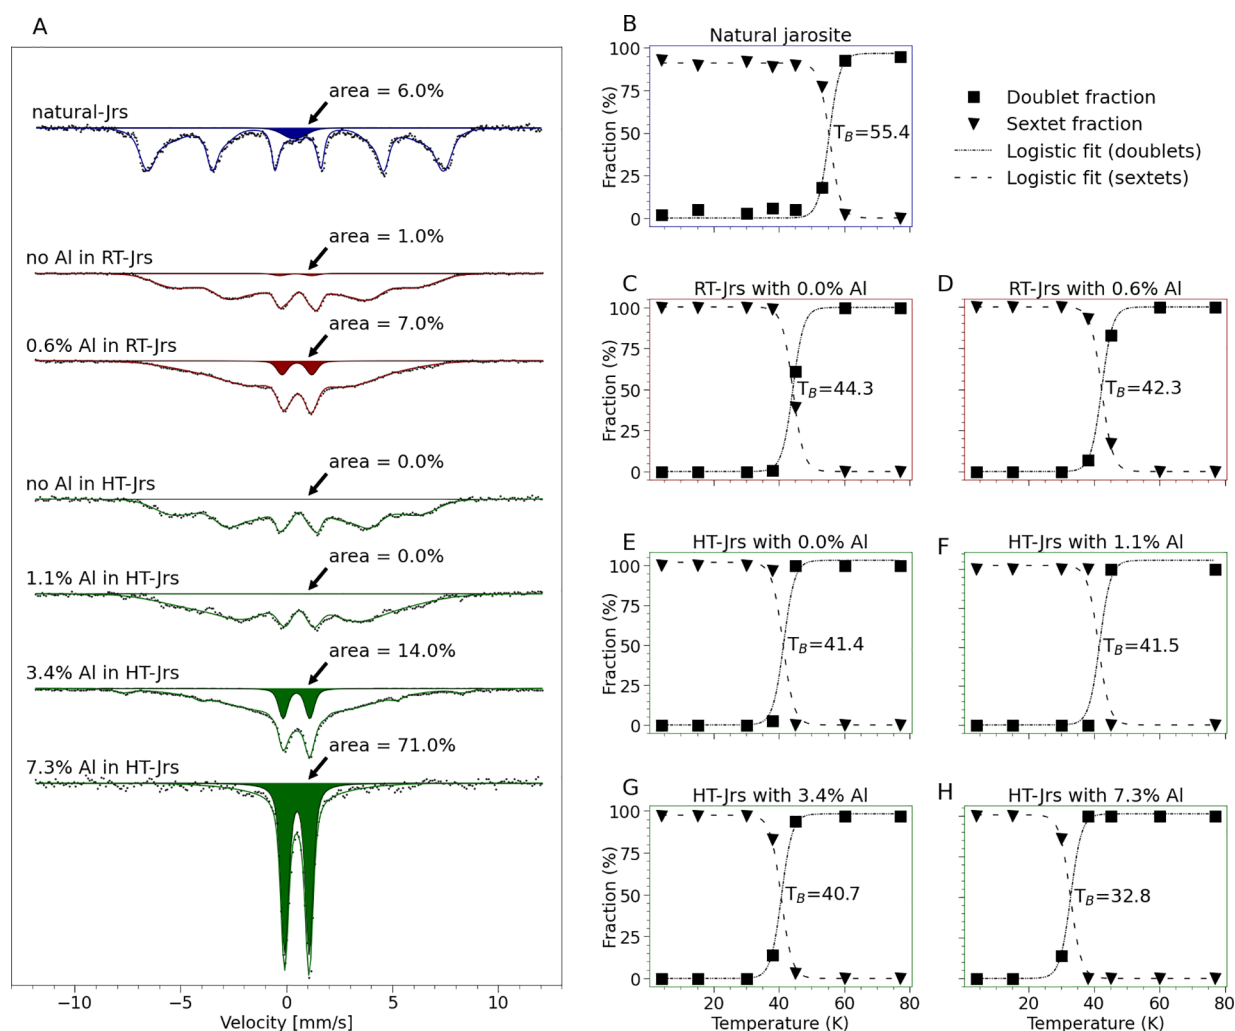 A
natural-Jrs
area = 6.0%
no Al in RT-Jrs
area = 1.0%
0.6% Al in RT-Jrs
area = 7.0%
no Al in HT-Jrs
area = 0.0%
1.1% Al in HT-Jrs
area = 0.0%
3.4% Al in HT-Jrs
area = 14.0%
7.3% Al in HT-Jrs
area = 71.0%
−10 −5 0 5 10
Velocity [mm/s]
B
Natural jarosite
Fraction (%)
100
75
50
25
0
T_B=55.4
Doublet fraction
Sextet fraction
Logistic fit (doublets)
Logistic fit (sextets)
C
RT-Jrs with 0.0% Al
Fraction (%)
100
75
50
25
0
T_B=44.3
D
RT-Jrs with 0.6% Al
T_B=42.3
E
HT-Jrs with 0.0% Al
Fraction (%)
100
75
50
25
0
T_B=41.4
F
HT-Jrs with 1.1% Al
T_B=41.5
G
HT-Jrs with 3.4% Al
Fraction (%)
100
75
50
25
0
T_B=40.7
20 40 60 80
Temperature (K)
H
HT-Jrs with 7.3% Al
T_B=32.8
20 40 60 80
Temperature (K)